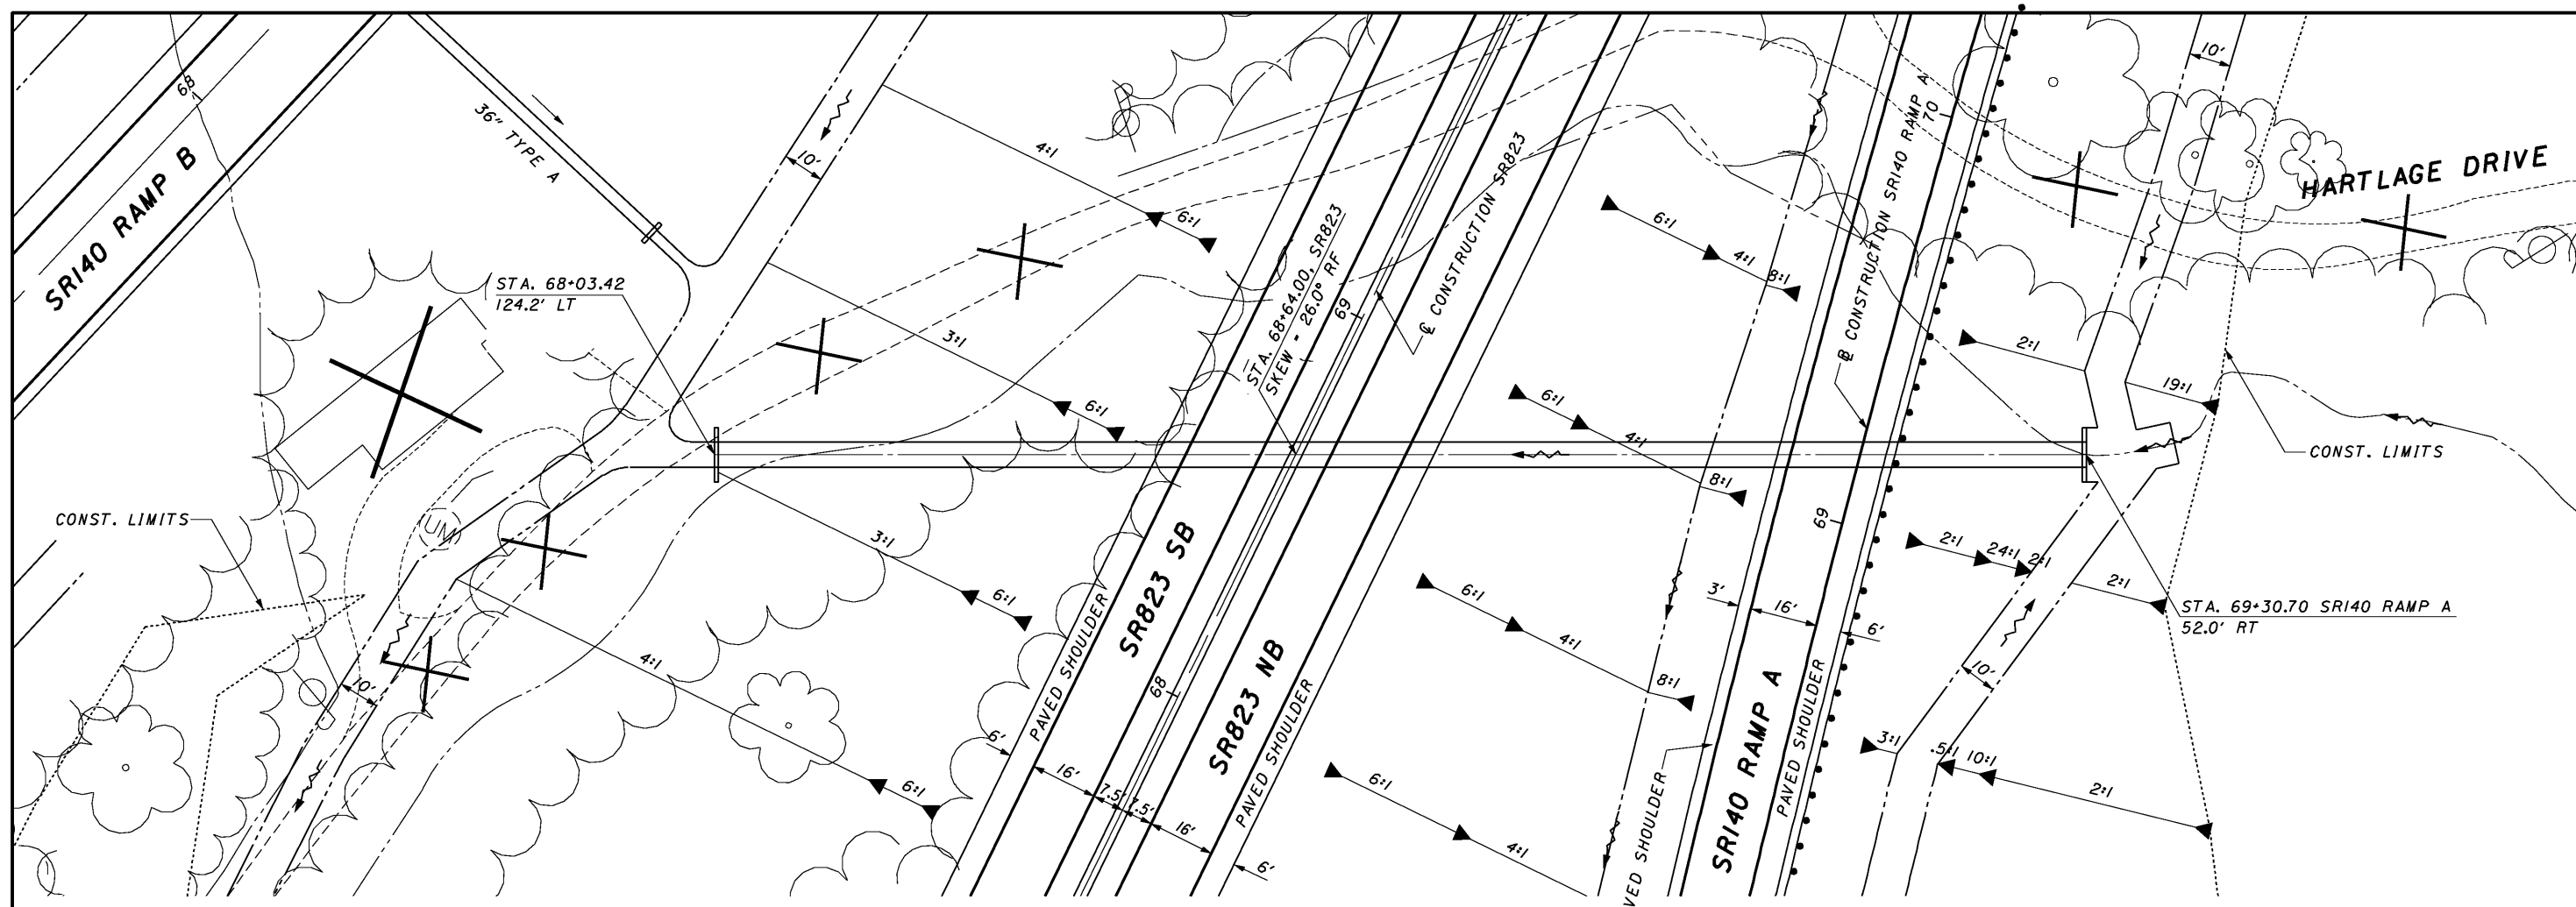 68
SR140 RAMP B
36" TYPE A
10'
10'
4:1
6:1
STA. 68+03.42
124.2' LT
3:1
6:1
STA. 68+64.00, SR823
SKEW - 26.0° RF
69
℄ CONSTRUCTION SR823
6:1
4:1
8:1
℄ CONSTRUCTION SR140 RAMP A
70
10'
HARTLAGE DRIVE
2:1
19:1
CONST. LIMITS
6:1
4:1
8:1
CONST. LIMITS
UM
3:1
6:1
4:1
6:1
10'
PAVED SHOULDER
SR823 SB
68
SR823 NB
PAVED SHOULDER
6'
16'
7.5'
7.5'
16'
6'
6:1
4:1
8:1
6:1
4:1
69
3'
16'
6'
VED SHOULDER
SR140 RAMP A
PAVED SHOULDER
2:1
24:1
2:1
2:1
STA. 69+30.70 SR140 RAMP A
52.0' RT
10'
3:1
.5:1
10:1
2:1